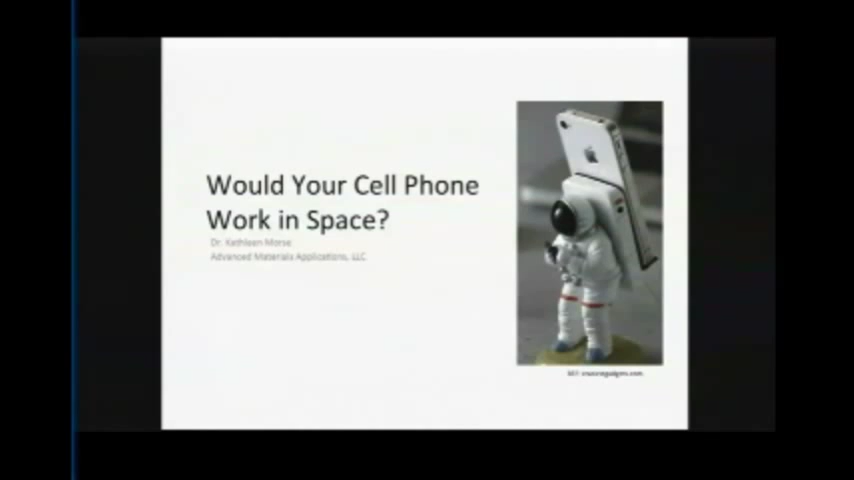 Would Your Cell Phone
Work in Space?
Dr. Kathleen Morse
Advanced Materials Applications, LLC